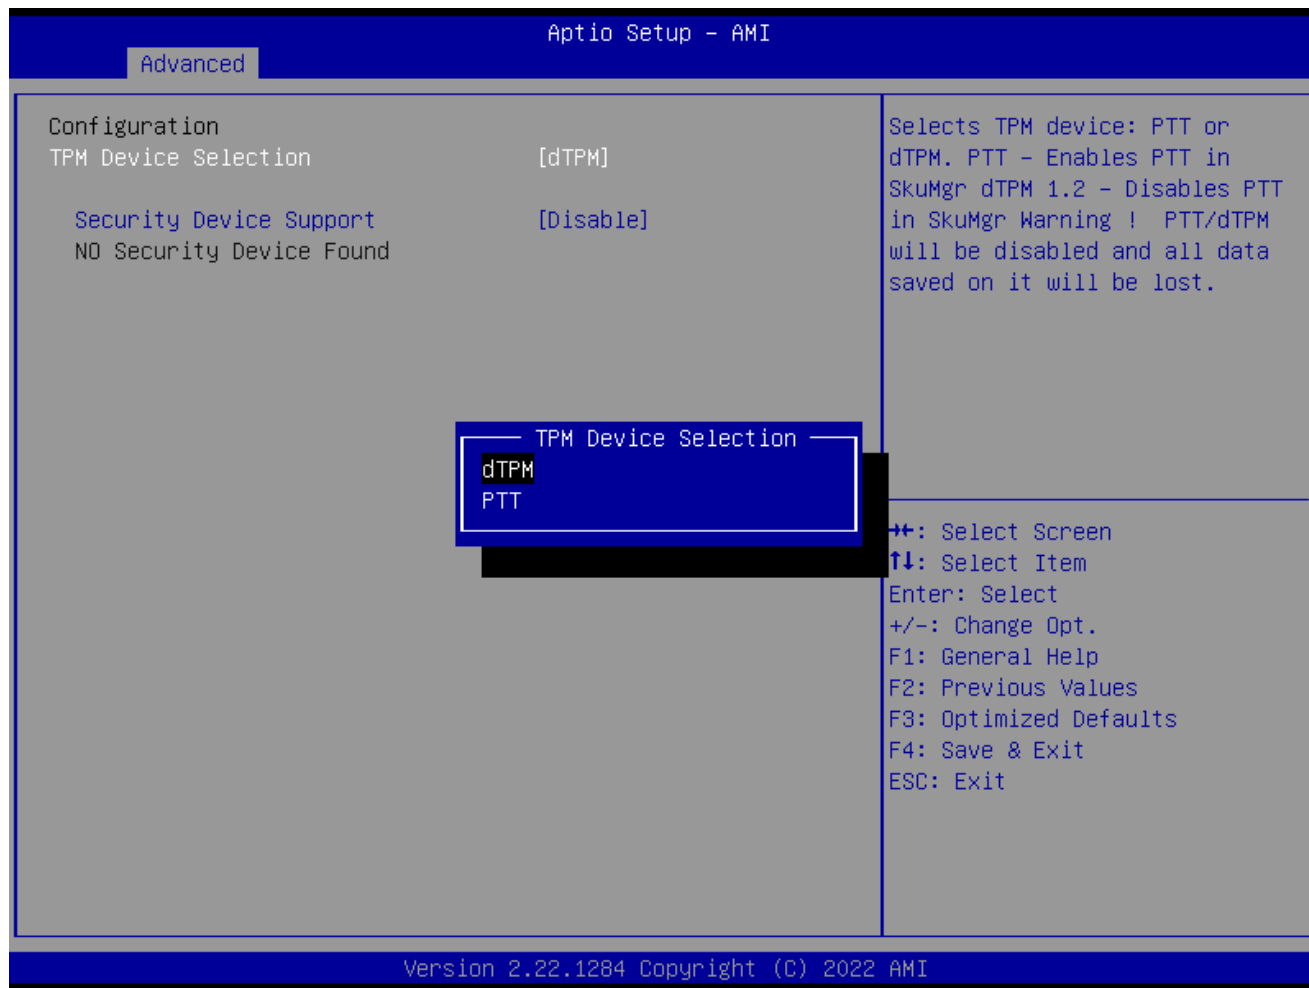 Aptio Setup – AMI
Advanced
Configuration
TPM Device Selection [dTPM]
Security Device Support [Disable]
NO Security Device Found
Selects TPM device: PTT or
dTPM. PTT – Enables PTT in
SkuMgr dTPM 1.2 – Disables PTT
in SkuMgr Warning ! PTT/dTPM
will be disabled and all data
saved on it will be lost.
TPM Device Selection
dTPM
PTT
→←: Select Screen
↑↓: Select Item
Enter: Select
+/-: Change Opt.
F1: General Help
F2: Previous Values
F3: Optimized Defaults
F4: Save & Exit
ESC: Exit
Version 2.22.1284 Copyright (C) 2022 AMI